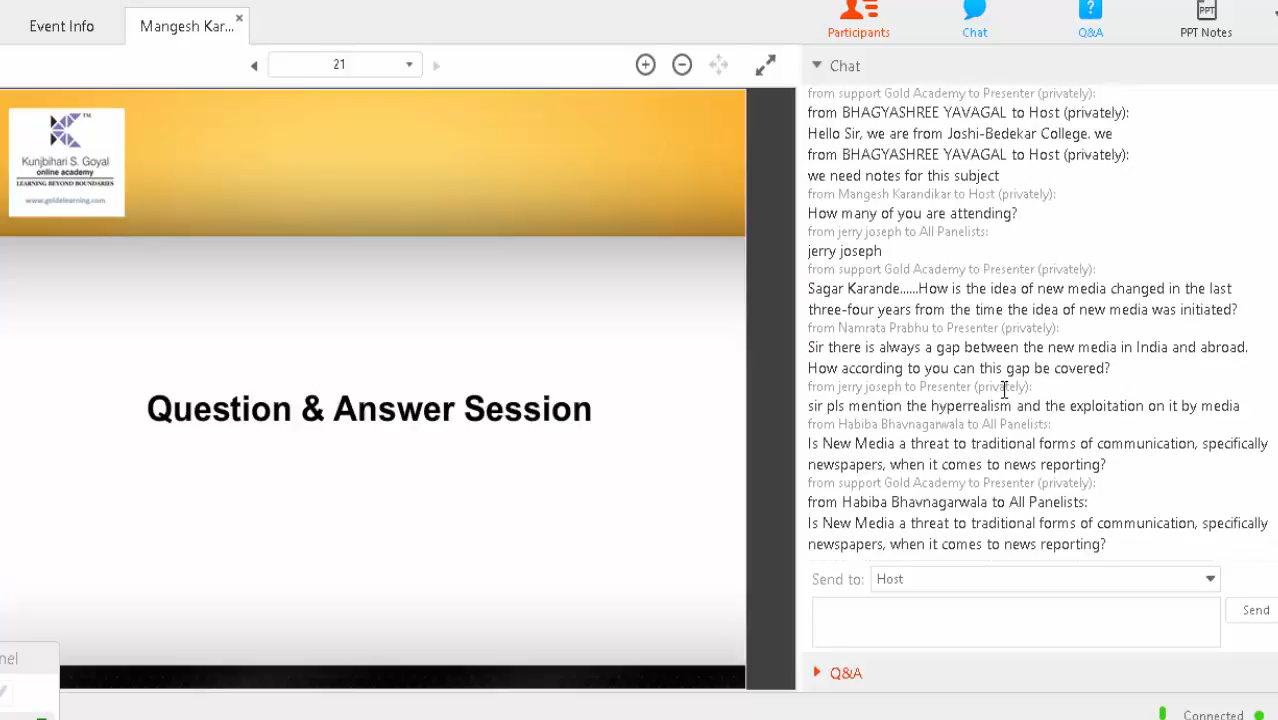 Event Info
Mangesh Kar...
Participants
Chat
Q&A
PPT Notes
21
Chat
TM
Kunjbihari S. Goyal
online academy
LEARNING BEYOND BOUNDARIES
www.goldelearning.com
Question & Answer Session
from support Gold Academy to Presenter (privately):
from BHAGYASHREE YAVAGAL to Host (privately):
Hello Sir, we are from Joshi-Bedekar College. we
from BHAGYASHREE YAVAGAL to Host (privately):
we need notes for this subject
from Mangesh Karandikar to Host (privately):
How many of you are attending?
from jerry joseph to All Panelists:
jerry joseph
from support Gold Academy to Presenter (privately):
Sagar Karande......How is the idea of new media changed in the last
three-four years from the time the idea of new media was initiated?
from Namrata Prabhu to Presenter (privately):
Sir there is always a gap between the new media in India and abroad.
How according to you can this gap be covered?
from jerry joseph to Presenter (privately):
sir pls mention the hyperrealism and the exploitation on it by media
from Habiba Bhavnagarwala to All Panelists:
Is New Media a threat to traditional forms of communication, specifically
newspapers, when it comes to news reporting?
from support Gold Academy to Presenter (privately):
from Habiba Bhavnagarwala to All Panelists:
Is New Media a threat to traditional forms of communication, specifically
newspapers, when it comes to news reporting?
Send to: Host
Send
Q&A
nel
Connected